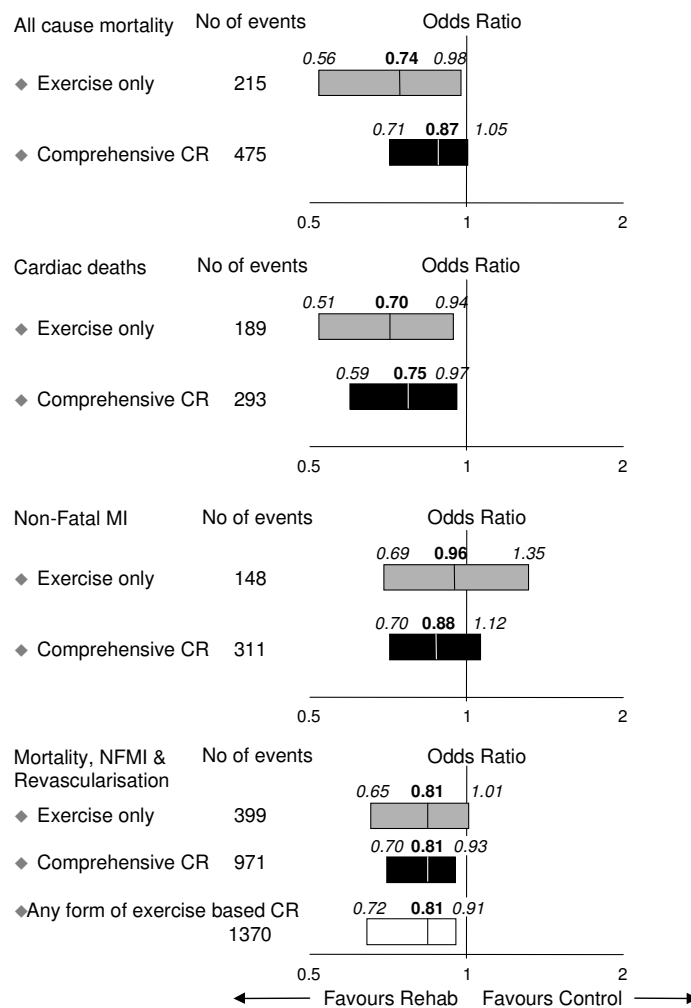 All cause mortality No of events Odds Ratio
0.56 0.74 0.98
◆ Exercise only 215
0.71 0.87 1.05
◆ Comprehensive CR 475
0.5 1 2
Cardiac deaths No of events Odds Ratio
0.51 0.70 0.94
◆ Exercise only 189
0.59 0.75 0.97
◆ Comprehensive CR 293
0.5 1 2
Non-Fatal MI No of events Odds Ratio
0.69 0.96 1.35
◆ Exercise only 148
0.70 0.88 1.12
◆ Comprehensive CR 311
0.5 1 2
Mortality, NFMI & No of events Odds Ratio
Revascularisation
0.65 0.81 1.01
◆ Exercise only 399
0.70 0.81 0.93
◆ Comprehensive CR 971
◆Any form of exercise based CR 0.72 0.81 0.91
1370
0.5 1 2
Favours Rehab Favours Control